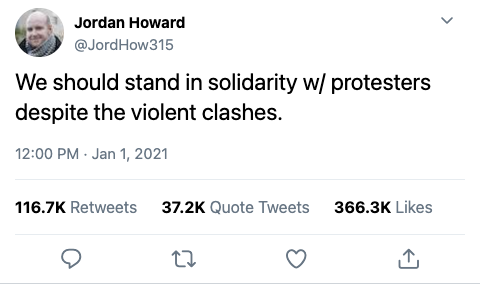 Jordan Howard
@JordHow315
We should stand in solidarity w/ protesters
despite the violent clashes.
12:00 PM · Jan 1, 2021
116.7K Retweets 37.2K Quote Tweets 366.3K Likes